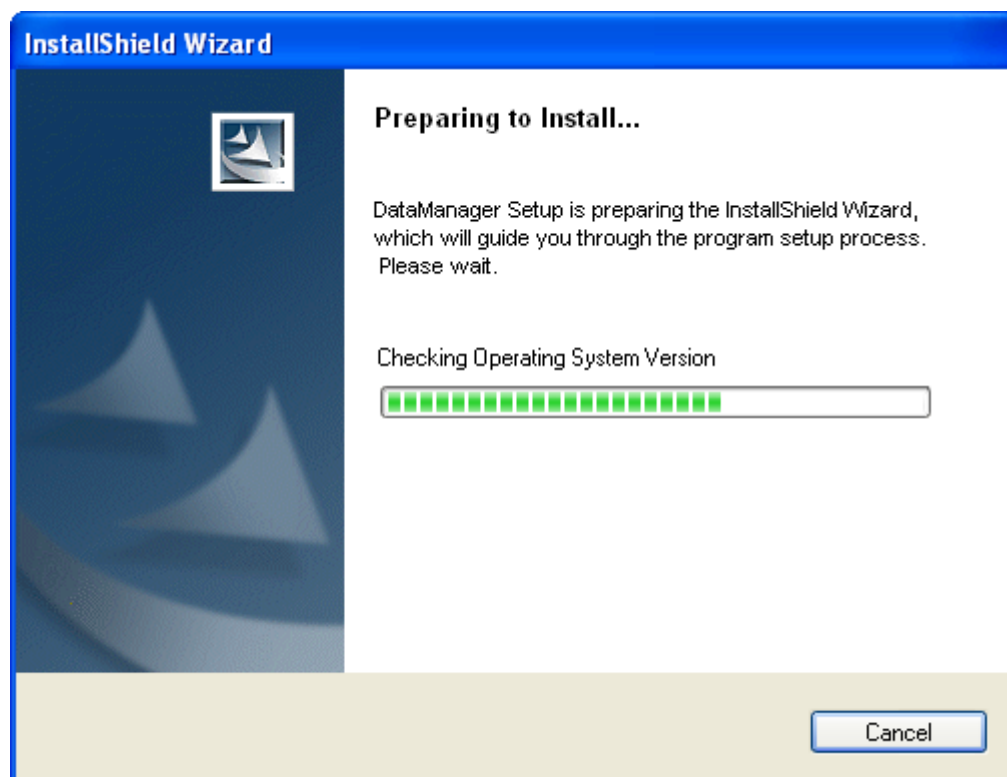 InstallShield Wizard
Preparing to Install...
DataManager Setup is preparing the InstallShield Wizard,
which will guide you through the program setup process.
Please wait.
Checking Operating System Version
Cancel